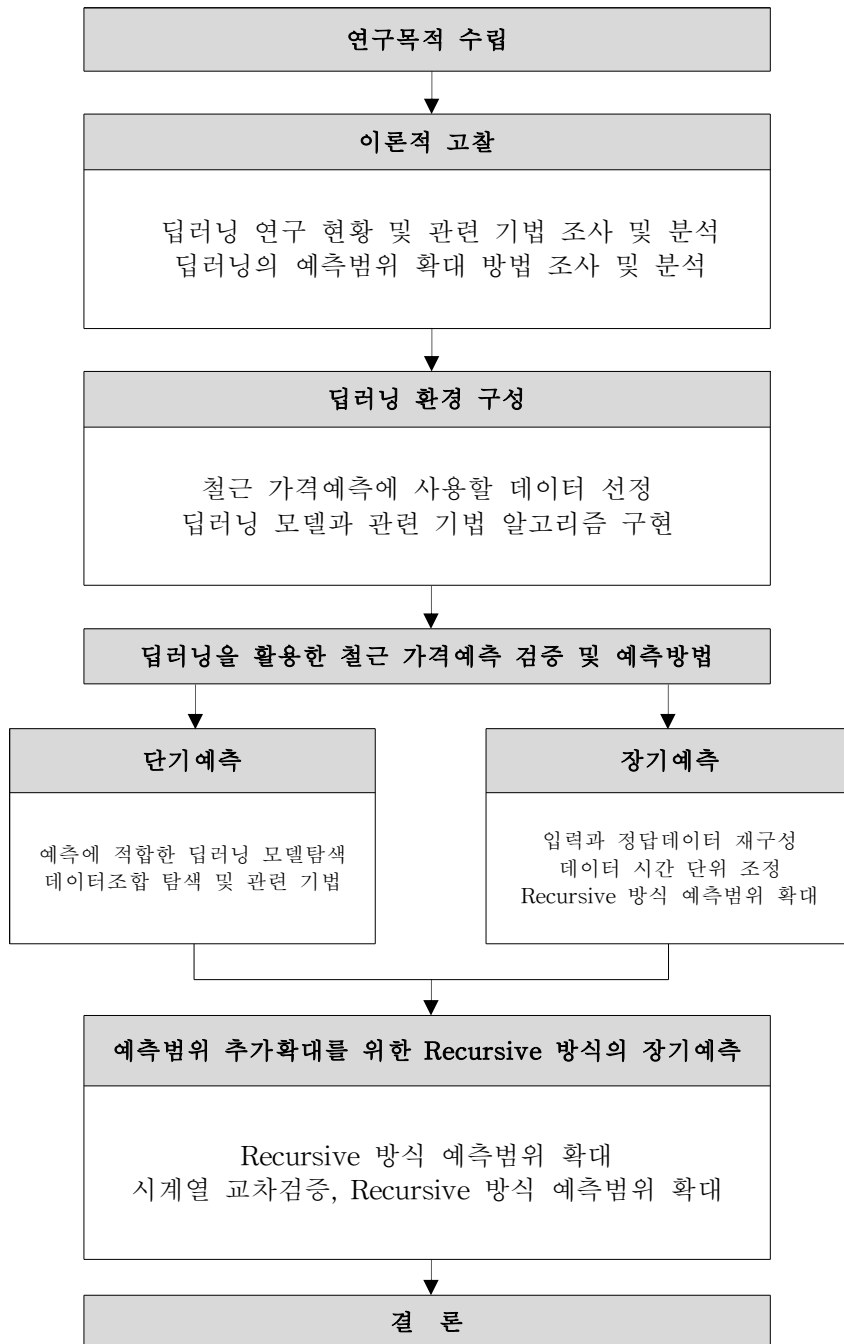 연구목적 수립
이론적 고찰
딥러닝 연구 현황 및 관련 기법 조사 및 분석
딥러닝의 예측범위 확대 방법 조사 및 분석
딥러닝 환경 구성
철근 가격예측에 사용할 데이터 선정
딥러닝 모델과 관련 기법 알고리즘 구현
딥러닝을 활용한 철근 가격예측 검증 및 예측방법
단기예측
예측에 적합한 딥러닝 모델탐색
데이터조합 탐색 및 관련 기법
장기예측
입력과 정답데이터 재구성
데이터 시간 단위 조정
Recursive 방식 예측범위 확대
예측범위 추가확대를 위한 Recursive 방식의 장기예측
Recursive 방식 예측범위 확대
시계열 교차검증, Recursive 방식 예측범위 확대
결 론